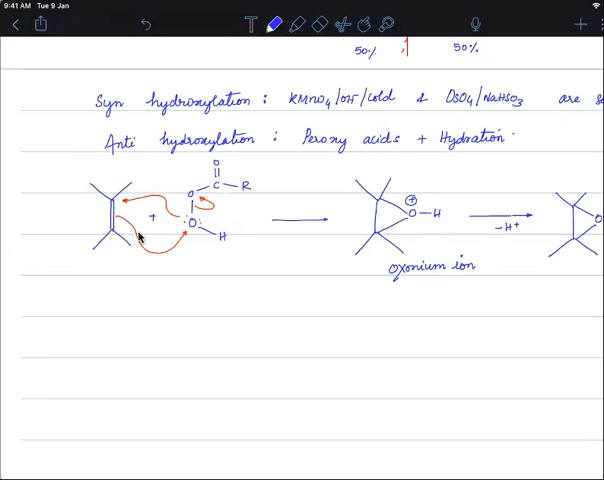 9:41 AM Tue 9 Jan
50% 50%
Syn hydroxylation : KMnO4/OH⁻/cold & OsO4/NaHSO3 are
Anti hydroxylation : Peroxy acids + Hydration.
O
O C R
+ :O: H
⊕ O-H
-H+
O
Oxonium ion